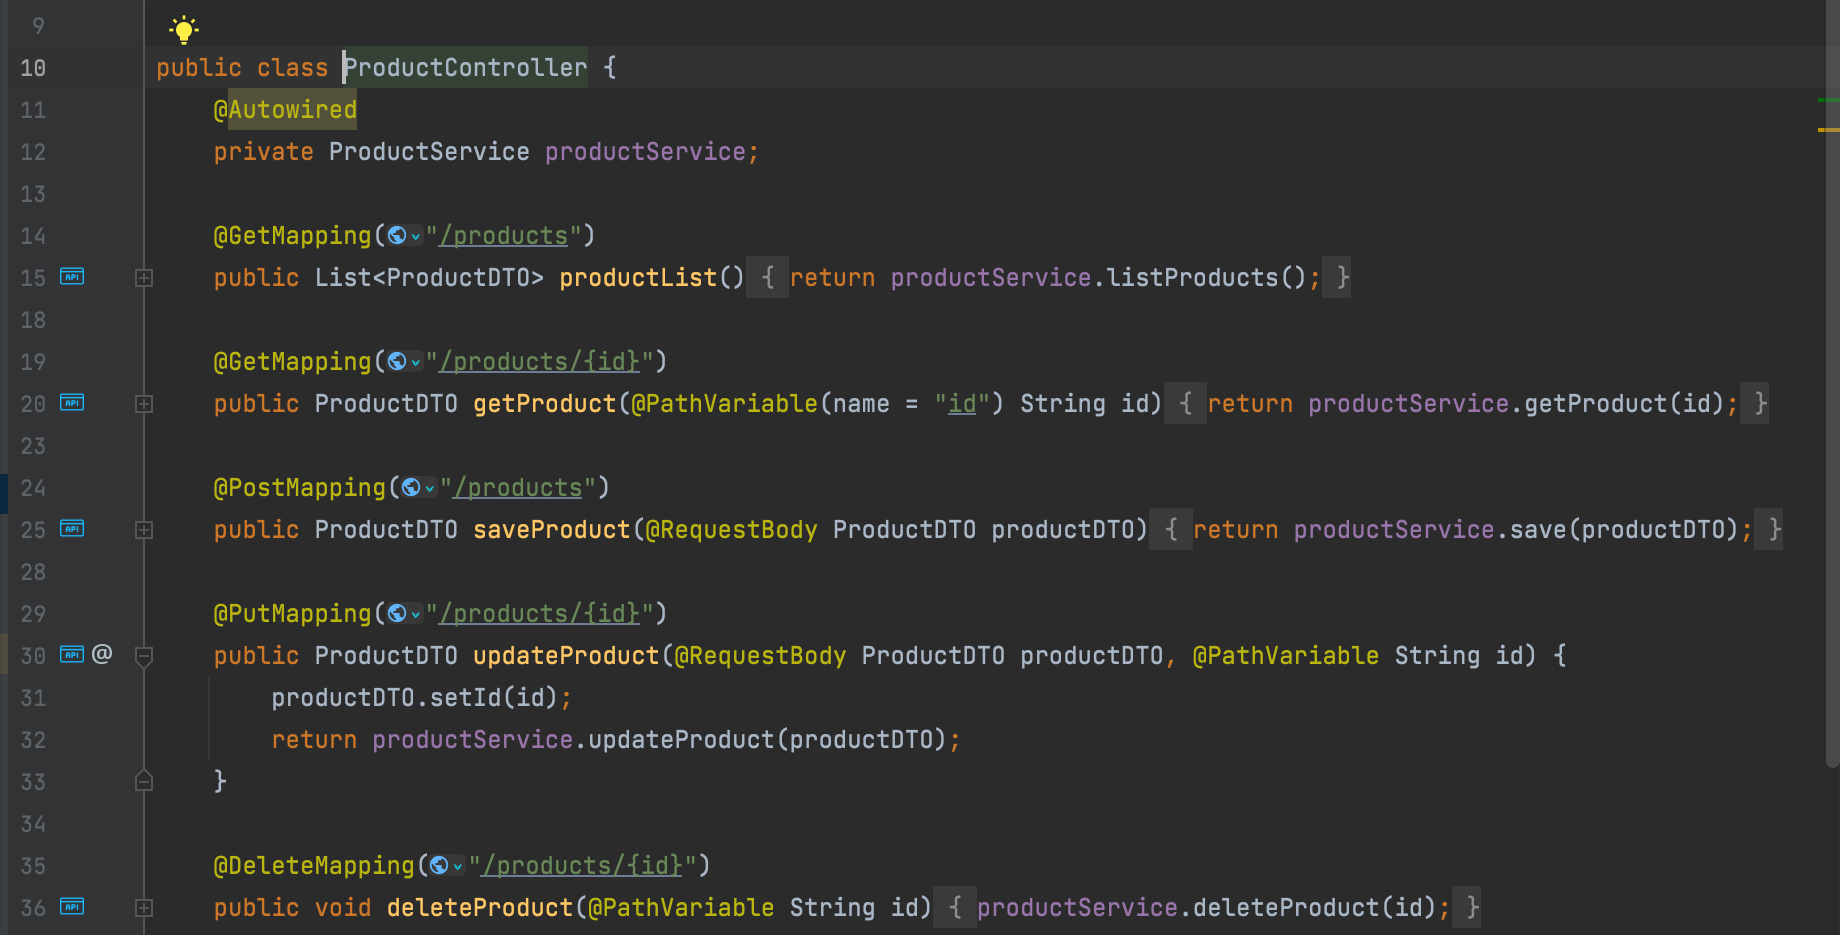 9
10 public class ProductController {
11 @Autowired
12 private ProductService productService;
13
14 @GetMapping("/products")
15 API public List<ProductDTO> productList() { return productService.listProducts(); }
18
19 @GetMapping("/products/{id}")
20 API public ProductDTO getProduct(@PathVariable(name = "id") String id) { return productService.getProduct(id); }
23
24 @PostMapping("/products")
25 API public ProductDTO saveProduct(@RequestBody ProductDTO productDTO) { return productService.save(productDTO); }
28
29 @PutMapping("/products/{id}")
30 API @ public ProductDTO updateProduct(@RequestBody ProductDTO productDTO, @PathVariable String id) {
31 productDTO.setId(id);
32 return productService.updateProduct(productDTO);
33 }
34
35 @DeleteMapping("/products/{id}")
36 API public void deleteProduct(@PathVariable String id) { productService.deleteProduct(id); }